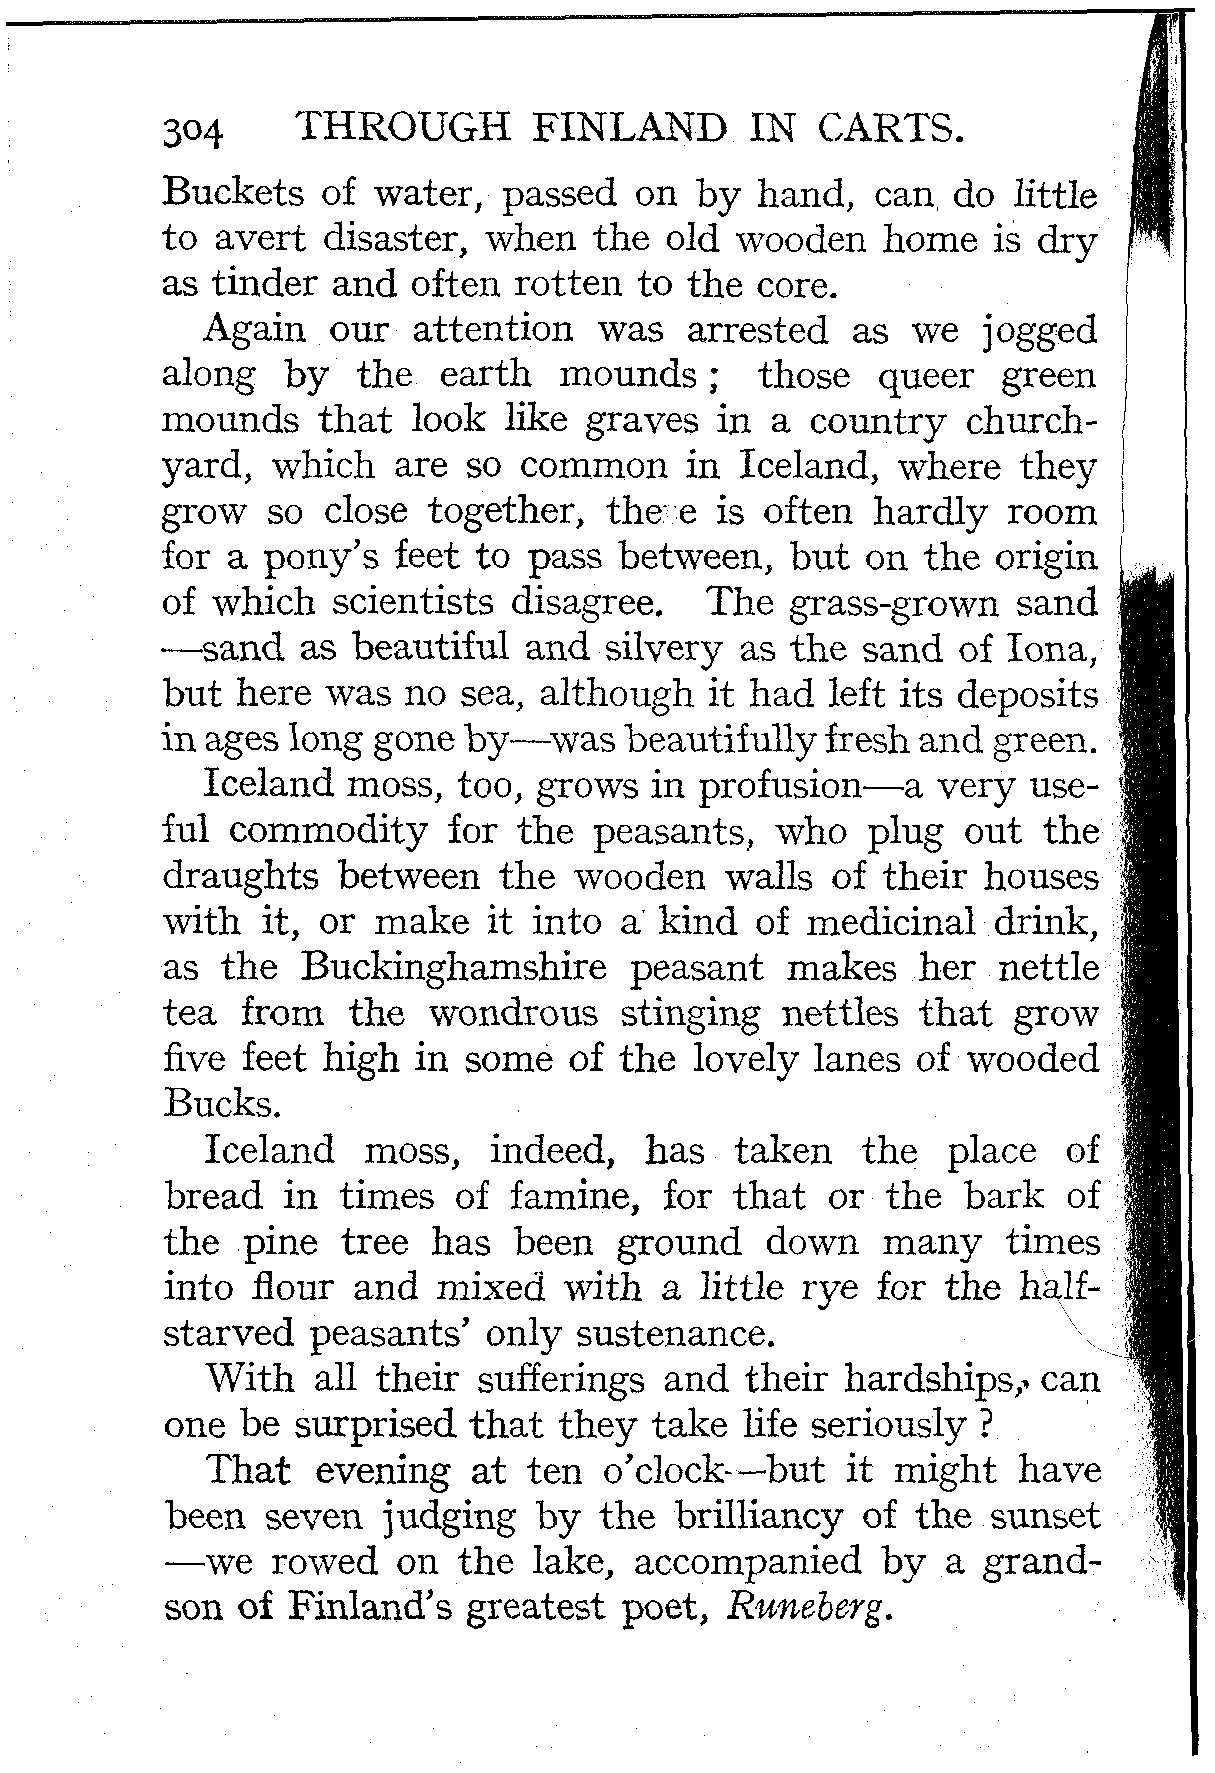 304 THROUGH FINLAND IN CARTS.
Buckets of water, passed on by hand, can do little
to avert disaster, when the old wooden home is dry
as tinder and often rotten to the core.
Again our attention was arrested as we jogged
along by the earth mounds ; those queer green
mounds that look like graves in a country church-
yard, which are so common in Iceland, where they
grow so close together, there is often hardly room
for a pony's feet to pass between, but on the origin
of which scientists disagree. The grass-grown sand
—sand as beautiful and silvery as the sand of Iona,
but here was no sea, although it had left its deposits
in ages long gone by—was beautifully fresh and green.
Iceland moss, too, grows in profusion—a very use-
ful commodity for the peasants, who plug out the
draughts between the wooden walls of their houses
with it, or make it into a kind of medicinal drink,
as the Buckinghamshire peasant makes her nettle
tea from the wondrous stinging nettles that grow
five feet high in some of the lovely lanes of wooded
Bucks.
Iceland moss, indeed, has taken the place of
bread in times of famine, for that or the bark of
the pine tree has been ground down many times
into flour and mixed with a little rye for the half-
starved peasants' only sustenance.
With all their sufferings and their hardships, can
one be surprised that they take life seriously ?
That evening at ten o'clock—but it might have
been seven judging by the brilliancy of the sunset
—we rowed on the lake, accompanied by a grand-
son of Finland's greatest poet, Runeberg.